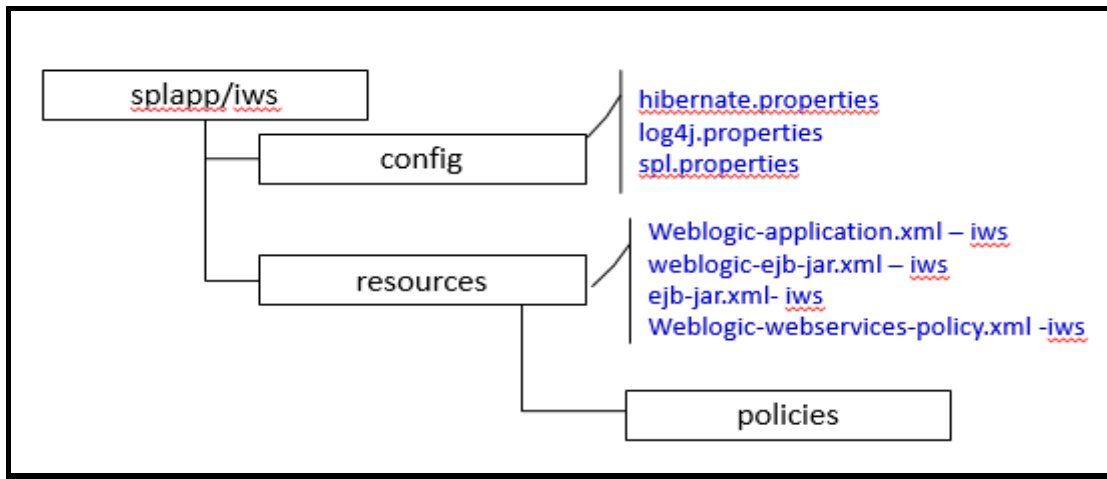 splapp/iws
config
hibernate.properties
log4j.properties
spl.properties
resources
Weblogic-application.xml – iws
weblogic-ejb-jar.xml – iws
ejb-jar.xml- iws
Weblogic-webservices-policy.xml -iws
policies